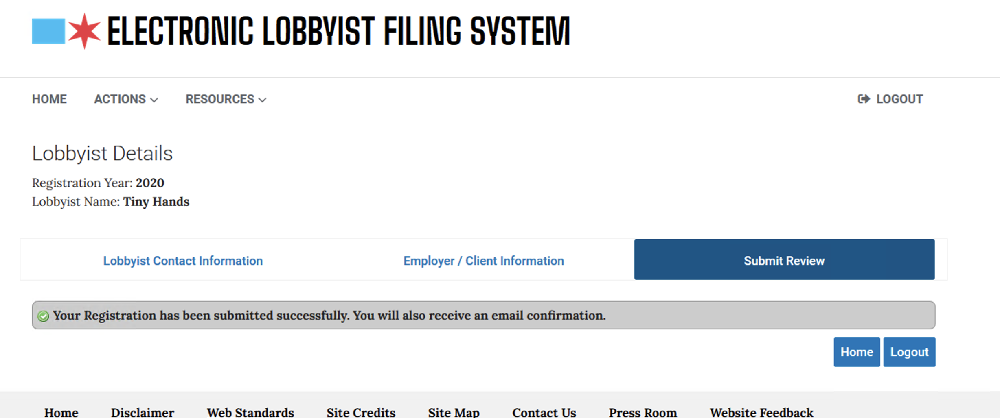 ELECTRONIC LOBBYIST FILING SYSTEM
HOME ACTIONS RESOURCES LOGOUT
Lobbyist Details
Registration Year: 2020
Lobbyist Name: Tiny Hands
Lobbyist Contact Information Employer / Client Information Submit Review
Your Registration has been submitted successfully. You will also receive an email confirmation.
Home Logout
Home Disclaimer Web Standards Site Credits Site Map Contact Us Press Room Website Feedback